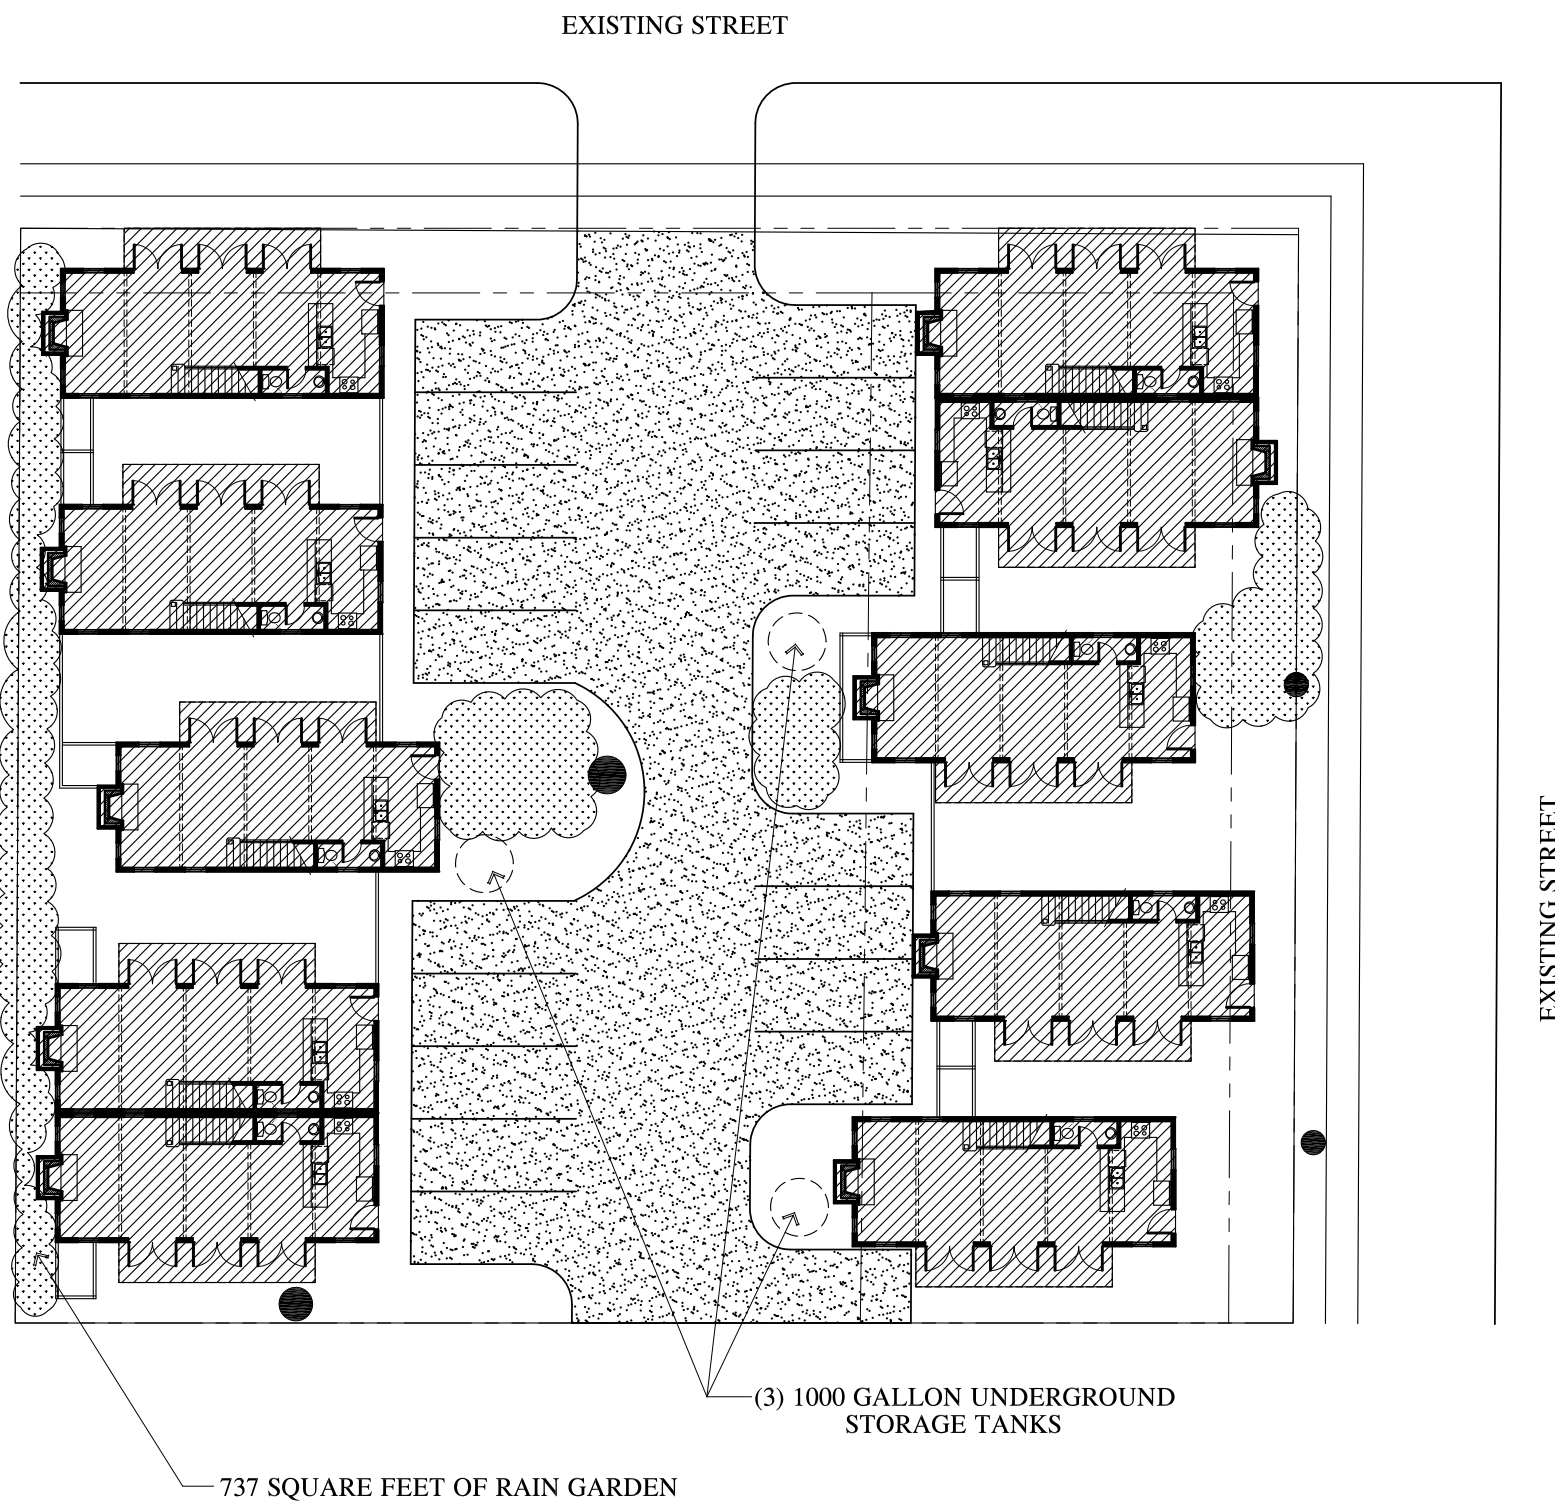 EXISTING STREET
EXISTING STREET
(3) 1000 GALLON UNDERGROUND
STORAGE TANKS
737 SQUARE FEET OF RAIN GARDEN